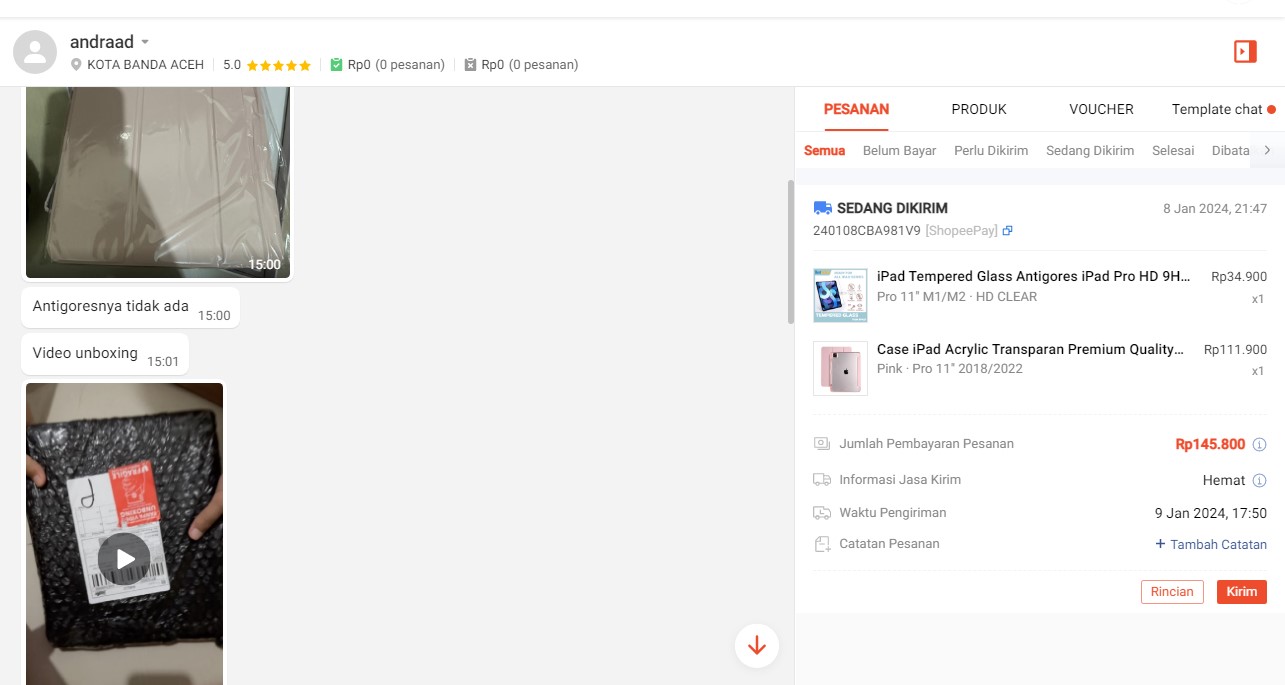 andraad
KOTA BANDA ACEH 5.0 Rp0 (0 pesanan) Rp0 (0 pesanan)
15:00
Antigoresnya tidak ada 15:00
Video unboxing 15:01
FRAGILE
UNBOXING
PESANAN PRODUK VOUCHER Template chat
Semua Belum Bayar Perlu Dikirim Sedang Dikirim Selesai Dibata
SEDANG DIKIRIM 8 Jan 2024, 21:47
240108CBA981V9 [ShopeePay]
iPad Tempered Glass Antigores iPad Pro HD 9H... Rp34.900
Pro 11" M1/M2 · HD CLEAR x1
TEMPERED GLASS
Case iPad Acrylic Transparan Premium Quality... Rp111.900
Pink · Pro 11" 2018/2022 x1
Jumlah Pembayaran Pesanan Rp145.800
Informasi Jasa Kirim Hemat
Waktu Pengiriman 9 Jan 2024, 17:50
Catatan Pesanan + Tambah Catatan
Rincian Kirim